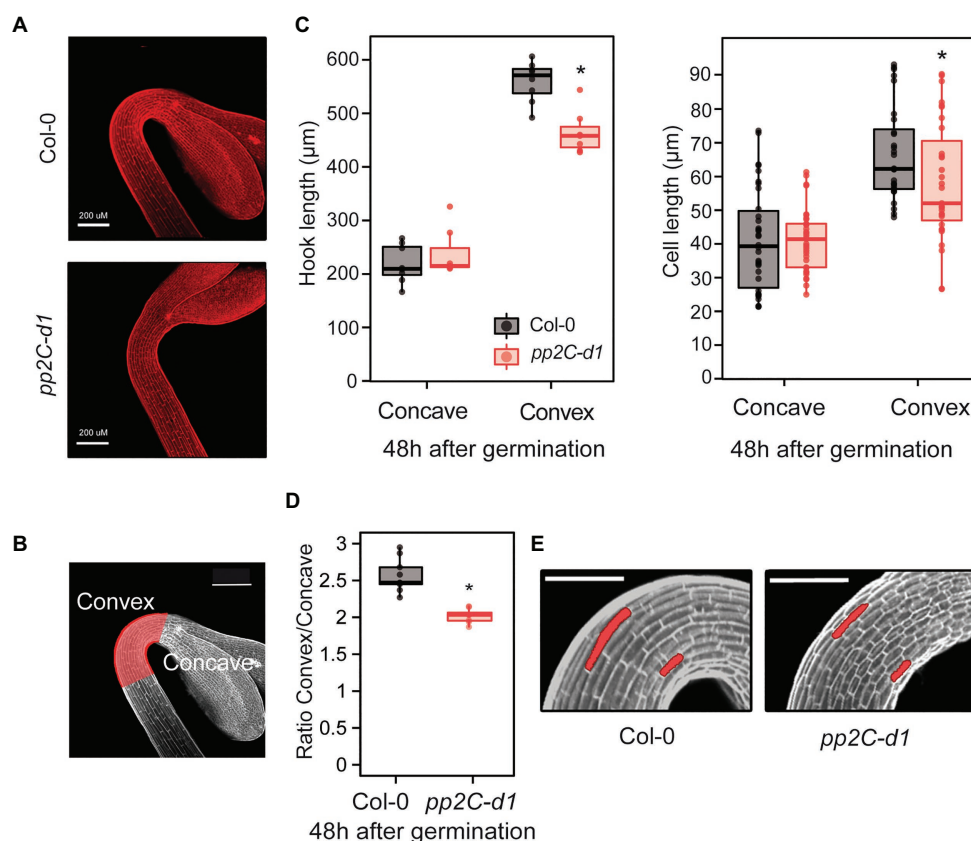 A
Col-0
200 uM
pp2C-d1
200 uM
B
Convex
Concave
C
Hook length (µm)
600
500
400
300
200
600
0
Col-0
pp2C-d1
*
Concave
Convex
48h after germination
Cell length (µm)
90
80
70
60
50
40
30
20
10
0
*
Concave
Convex
48h after germination
D
Ratio Convex/Concave
3
2.5
2
1.5
1
0.5
0
*
Col-0 pp2C-d1
48h after germination
E
Col-0
pp2C-d1